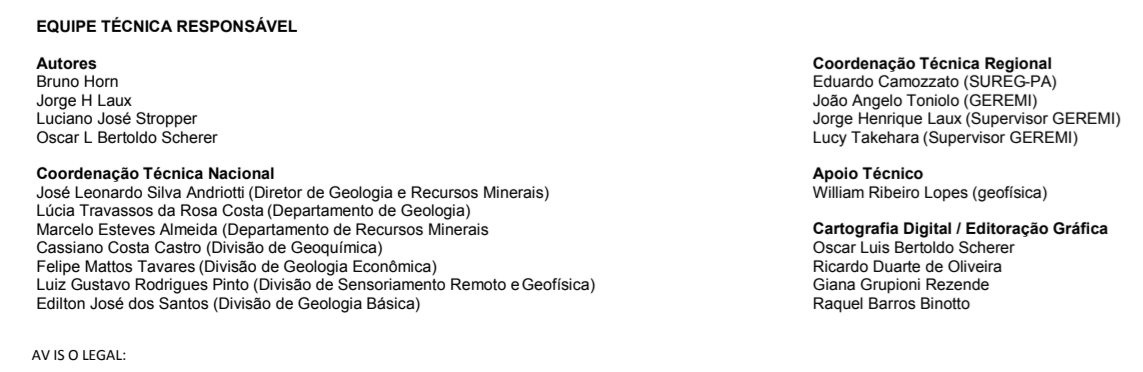 EQUIPE TÉCNICA RESPONSÁVEL
Autores
Bruno Horn
Jorge H Laux
Luciano José Stropper
Oscar L Bertoldo Scherer
Coordenação Técnica Nacional
José Leonardo Silva Andriotti (Diretor de Geologia e Recursos Minerais)
Lúcia Travassos da Rosa Costa (Departamento de Geologia)
Marcelo Esteves Almeida (Departamento de Recursos Minerais
Cassiano Costa Castro (Divisão de Geoquímica)
Felipe Mattos Tavares (Divisão de Geologia Econômica)
Luiz Gustavo Rodrigues Pinto (Divisão de Sensoriamento Remoto e Geofísica)
Edilton José dos Santos (Divisão de Geologia Básica)
Coordenação Técnica Regional
Eduardo Camozzato (SUREG-PA)
João Angelo Toniolo (GEREMI)
Jorge Henrique Laux (Supervisor GEREMI)
Lucy Takehara (Supervisor GEREMI)
Apoio Técnico
William Ribeiro Lopes (geofísica)
Cartografia Digital / Editoração Gráfica
Oscar Luis Bertoldo Scherer
Ricardo Duarte de Oliveira
Giana Grupioni Rezende
Raquel Barros Binotto
AV IS O LEGAL: